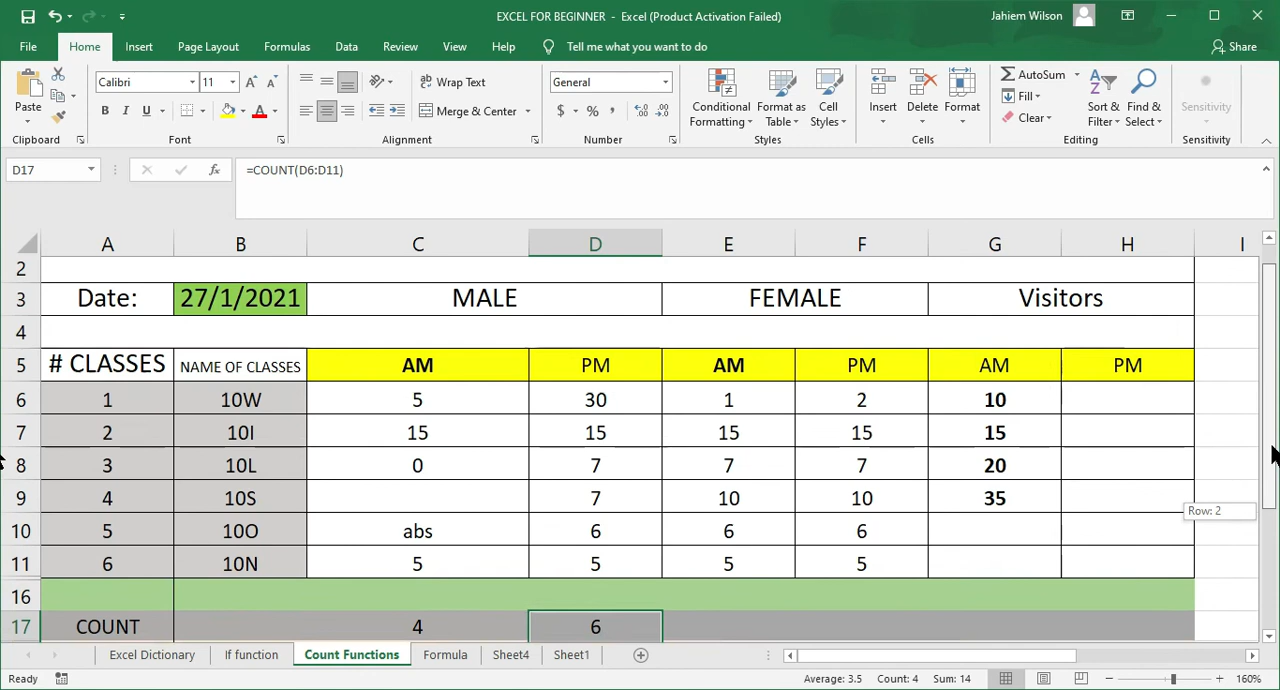 EXCEL FOR BEGINNER - Excel (Product Activation Failed)
Jahiem Wilson
File Home Insert Page Layout Formulas Data Review View Help Tell me what you want to do Share
Paste
Clipboard
Calibri 11
B I U
Font
Wrap Text
Merge & Center
Alignment
General
$ % ,
Number
Conditional Formatting
Format as Table
Cell Styles
Styles
Insert Delete Format
Cells
AutoSum
Fill
Clear
Sort & Filter
Find & Select
Editing
Sensitivity
Sensitivity
D17 fx =COUNT(D6:D11)
A B C D E F G H I
2
3 Date: 27/1/2021 MALE FEMALE Visitors
4
5 # CLASSES NAME OF CLASSES AM PM AM PM AM PM
6 1 10W 5 30 1 2 10
7 2 10I 15 15 15 15 15
8 3 10L 0 7 7 7 20
9 4 10S 7 10 10 35
Row: 2
10 5 10O abs 6 6 6
11 6 10N 5 5 5 5
16
17 COUNT 4 6
Excel Dictionary If function Count Functions Formula Sheet4 Sheet1
Ready Average: 3.5 Count: 4 Sum: 14 160%